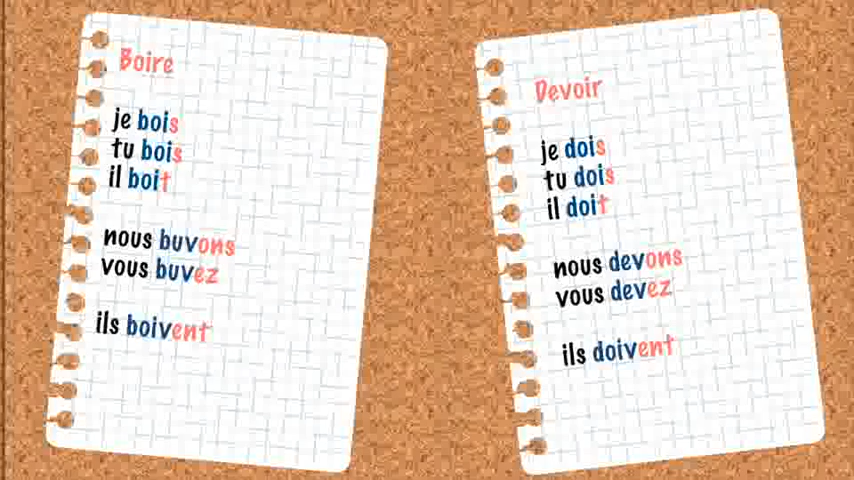 Boire
je bois
tu bois
il boit
nous buvons
vous buvez
ils boivent
Devoir
je dois
tu dois
il doit
nous devons
vous devez
ils doivent